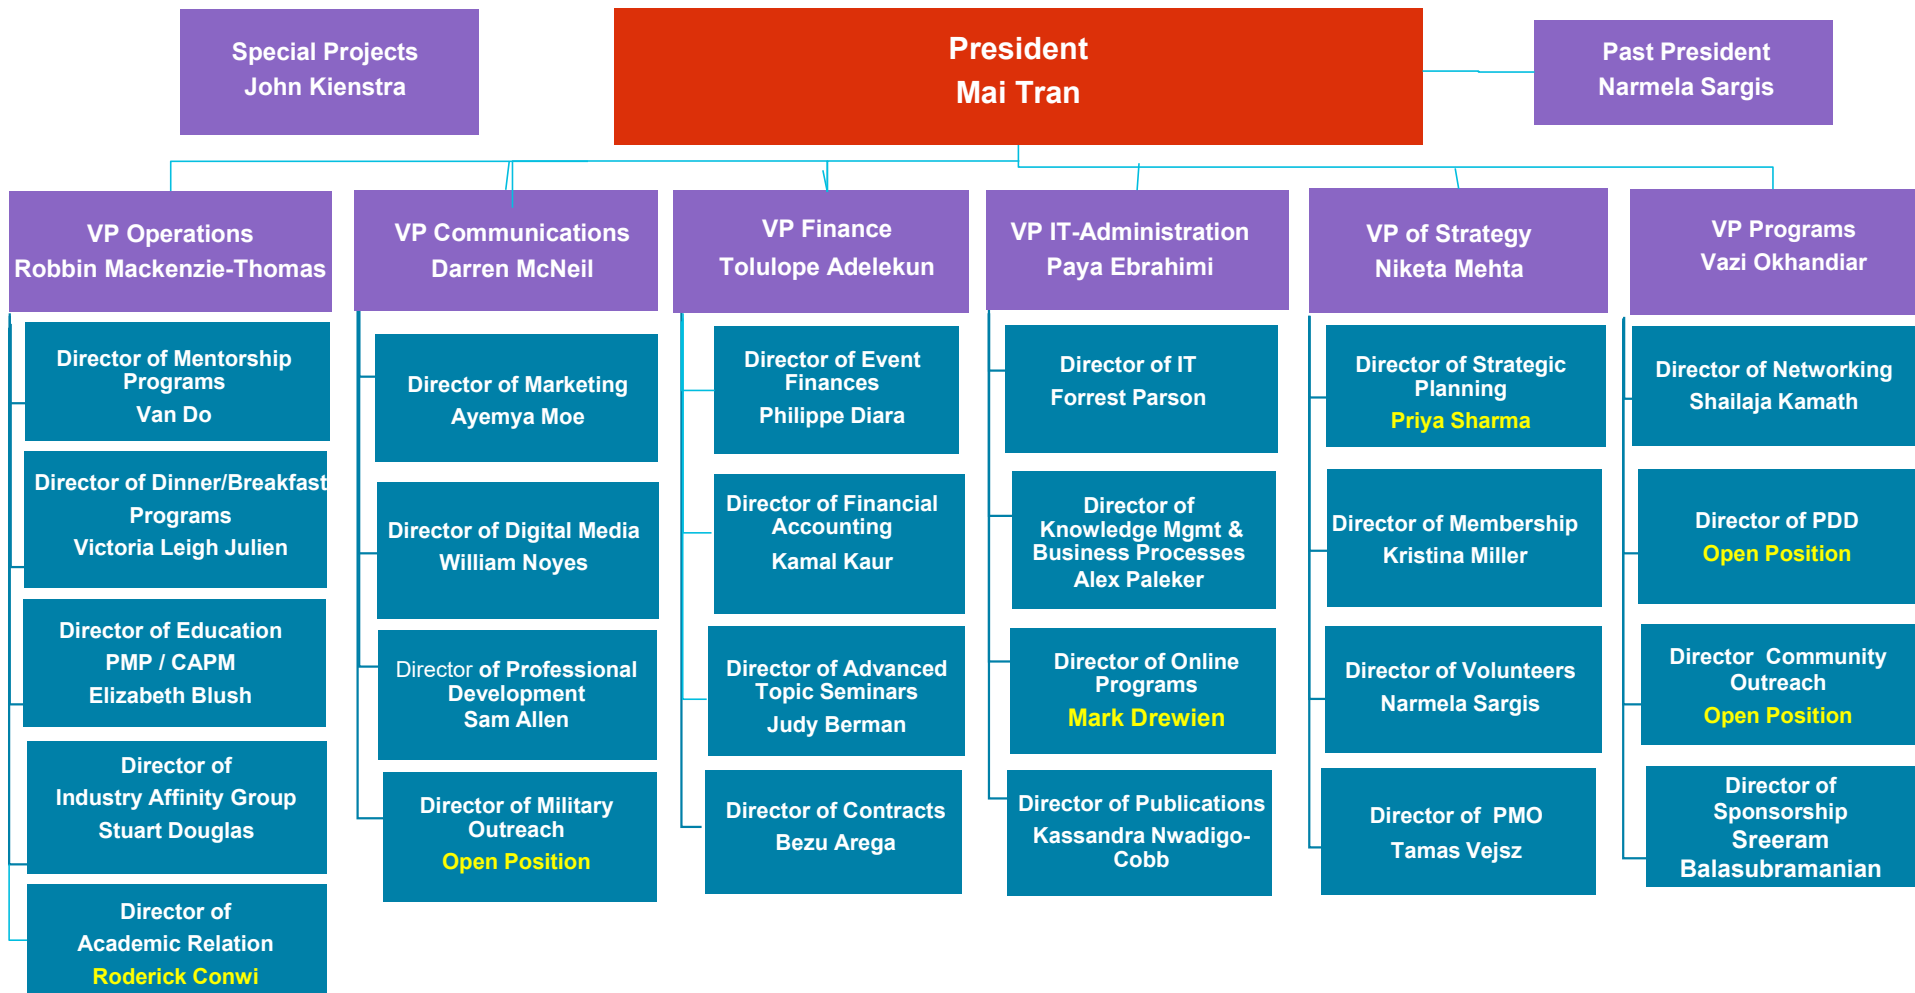 Special Projects
John Kienstra
President
Mai Tran
Past President
Narmela Sargis
VP Operations
Robbin Mackenzie-Thomas
VP Communications
Darren McNeil
VP Finance
Tolulope Adelekun
VP IT-Administration
Paya Ebrahimi
VP of Strategy
Niketa Mehta
VP Programs
Vazi Okhandiar
Director of Mentorship
Programs
Van Do
Director of Dinner/Breakfast
Programs
Victoria Leigh Julien
Director of Education
PMP / CAPM
Elizabeth Blush
Director of
Industry Affinity Group
Stuart Douglas
Director of
Academic Relation
Roderick Conwi
Director of Marketing
Ayemya Moe
Director of Digital Media
William Noyes
Director of Professional
Development
Sam Allen
Director of Military
Outreach
Open Position
Director of Event
Finances
Philippe Diara
Director of Financial
Accounting
Kamal Kaur
Director of Advanced
Topic Seminars
Judy Berman
Director of Contracts
Bezu Arega
Director of IT
Forrest Parson
Director of
Knowledge Mgmt &
Business Processes
Alex Paleker
Director of Online
Programs
Mark Drewien
Director of Publications
Kassandra Nwadigo-
Cobb
Director of Strategic
Planning
Priya Sharma
Director of Membership
Kristina Miller
Director of Volunteers
Narmela Sargis
Director of PMO
Tamas Vejsz
Director of Networking
Shailaja Kamath
Director of PDD
Open Position
Director Community
Outreach
Open Position
Director of
Sponsorship
Sreeram
Balasubramanian